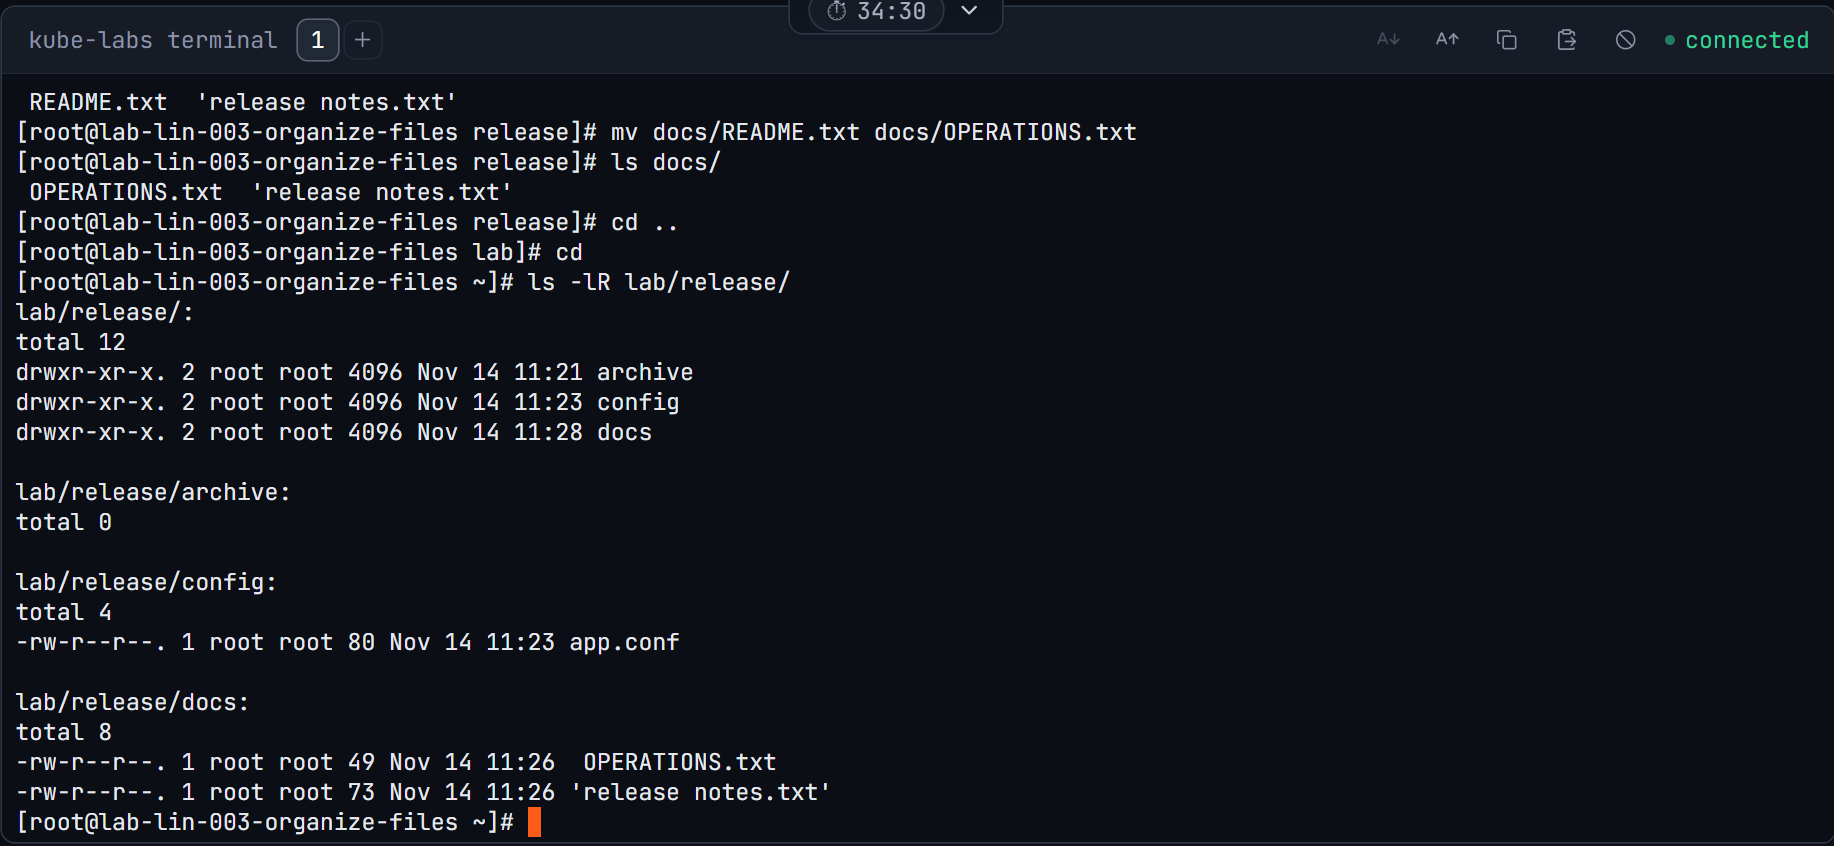 34:30
kube-labs terminal 1 + A↓ A↑ connected
README.txt  'release notes.txt'
[root@lab-lin-003-organize-files release]# mv docs/README.txt docs/OPERATIONS.txt
[root@lab-lin-003-organize-files release]# ls docs/
OPERATIONS.txt  'release notes.txt'
[root@lab-lin-003-organize-files release]# cd ..
[root@lab-lin-003-organize-files lab]# cd
[root@lab-lin-003-organize-files ~]# ls -lR lab/release/
lab/release/:
total 12
drwxr-xr-x. 2 root root 4096 Nov 14 11:21 archive
drwxr-xr-x. 2 root root 4096 Nov 14 11:23 config
drwxr-xr-x. 2 root root 4096 Nov 14 11:28 docs
lab/release/archive:
total 0
lab/release/config:
total 4
-rw-r--r--. 1 root root 80 Nov 14 11:23 app.conf
lab/release/docs:
total 8
-rw-r--r--. 1 root root 49 Nov 14 11:26  OPERATIONS.txt
-rw-r--r--. 1 root root 73 Nov 14 11:26 'release notes.txt'
[root@lab-lin-003-organize-files ~]#